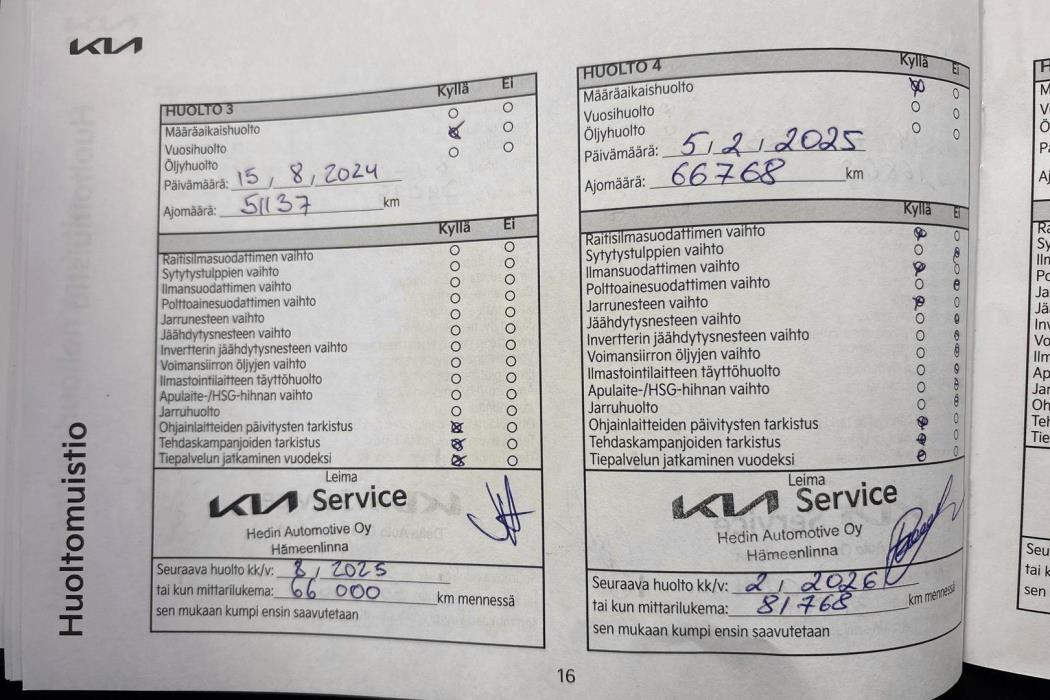 KIA
HUOLTO 3
Kyllä Ei
Määräaikaishuolto
Vuosihuolto
Öljyhuolto
Päivämäärä: 15, 8, 2024
Ajomäärä: 51137 km
Kyllä Ei
Raitisilmasuodattimen vaihto
Sytytystulppien vaihto
Ilmansuodattimen vaihto
Polttoainesuodattimen vaihto
Jarrunesteen vaihto
Jäähdytysnesteen vaihto
Invertterin jäähdytysnesteen vaihto
Voimansiirron öljyjen vaihto
Ilmastointilaitteen täyttöhuolto
Apulaite-/HSG-hihnan vaihto
Jarruhuolto
Ohjainlaitteiden päivitysten tarkistus
Tehdaskampanjoiden tarkistus
Tiepalvelun jatkaminen vuodeksi
Leima
KIA Service
Hedin Automotive Oy
Hämeenlinna
Seuraava huolto kk/v: 8, 2025
tai kun mittarilukema: 66 000 km mennessä
sen mukaan kumpi ensin saavutetaan
HUOLTO 4
Kyllä Ei
Määräaikaishuolto
Vuosihuolto
Öljyhuolto
Päivämäärä: 5, 2, 2025
Ajomäärä: 66768 km
Kyllä Ei
Raitisilmasuodattimen vaihto
Sytytystulppien vaihto
Ilmansuodattimen vaihto
Polttoainesuodattimen vaihto
Jarrunesteen vaihto
Jäähdytysnesteen vaihto
Invertterin jäähdytysnesteen vaihto
Voimansiirron öljyjen vaihto
Ilmastointilaitteen täyttöhuolto
Apulaite-/HSG-hihnan vaihto
Jarruhuolto
Ohjainlaitteiden päivitysten tarkistus
Tehdaskampanjoiden tarkistus
Tiepalvelun jatkaminen vuodeksi
Leima
KIA Service
Hedin Automotive Oy
Hämeenlinna
Seuraava huolto kk/v: 2, 2026
tai kun mittarilukema: 81768 km mennessä
sen mukaan kumpi ensin saavutetaan
Huoltomuistio
16